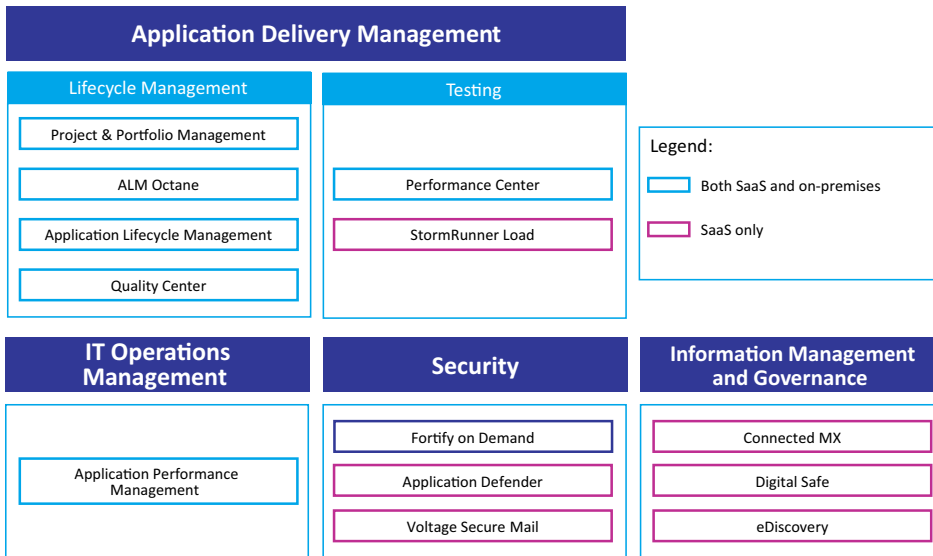 Application Delivery Management
Lifecycle Management
Project & Portfolio Management
ALM Octane
Application Lifecycle Management
Quality Center
Testing
Performance Center
StormRunner Load
Legend:
Both SaaS and on-premises
SaaS only
IT Operations
Management
Application Performance
Management
Security
Fortify on Demand
Application Defender
Voltage Secure Mail
Information Management
and Governance
Connected MX
Digital Safe
eDiscovery